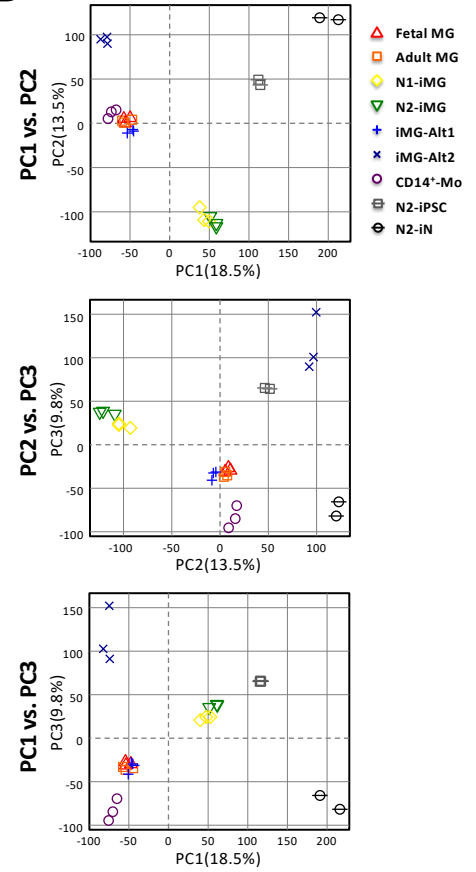 PC1 vs. PC2
PC2(13.5%)
100
50
0
-50
-100
-100 -50 0 50 100 150 200
PC1(18.5%)
Fetal MG
Adult MG
N1-iMG
N2-iMG
iMG-Alt1
iMG-Alt2
CD14⁺-Mo
N2-iPSC
N2-iN
PC2 vs. PC3
PC3(9.8%)
150
100
50
0
-50
-100
-100 -50 0 50 100
PC2(13.5%)
PC1 vs. PC3
PC3(9.8%)
150
100
50
0
-50
-100
-100 -50 0 50 100 150 200
PC1(18.5%)